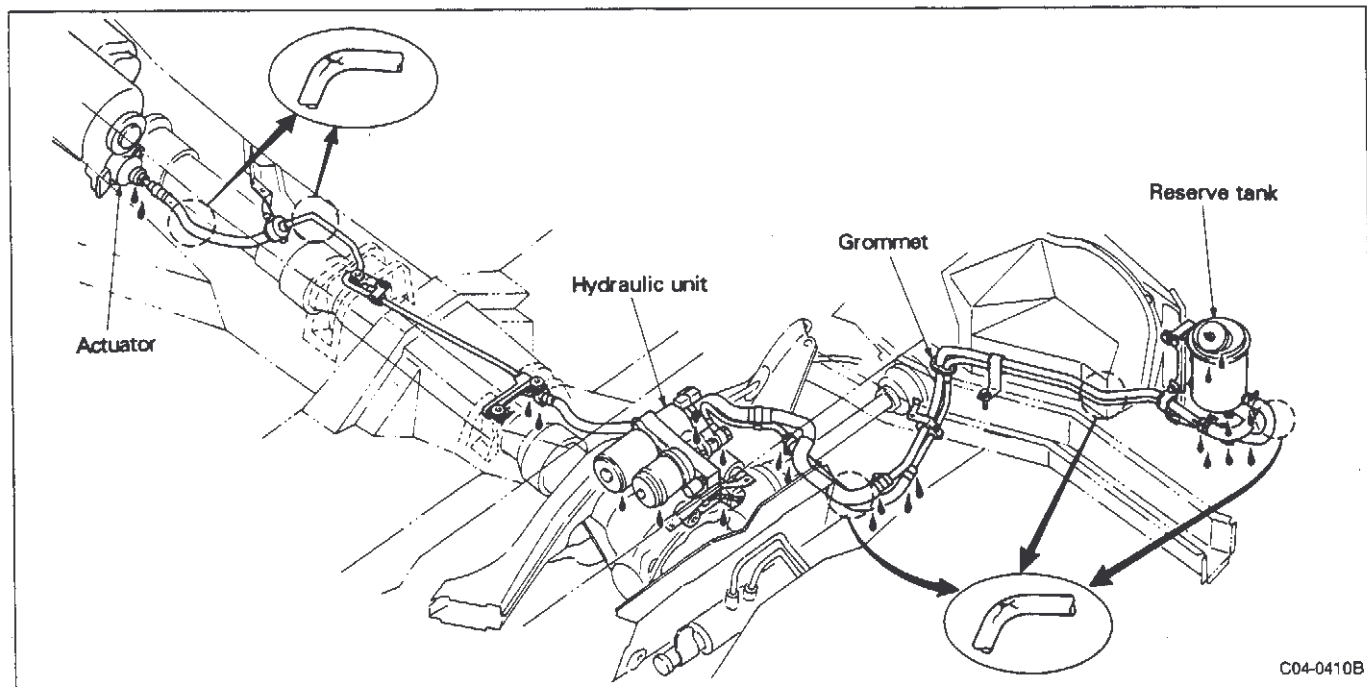 Reserve tank
Grommet
Hydraulic unit
Actuator
C04-0410B